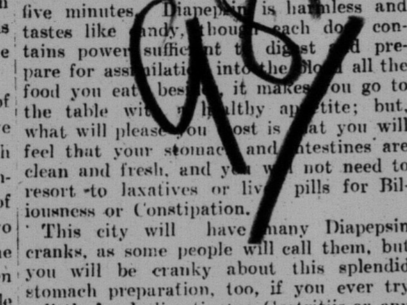 five minutes. Diapepsin is harmless and
tastes like candy, though each dose con-
tains power sufficient to digest and pre-
pare for assimilation into the blood all the
food you eat, besides, it makes you go to
the table with a healthy appetite; but,
what will please you most is that you will
feel that your stomach and intestines are
clean and fresh, and you will not need to
resort to laxatives or liver pills for Bil-
iousness or Constipation.
This city will have many Diapepsin
cranks, as some people will call them, but
you will be cranky about this splendid
stomach preparation, too, if you ever try